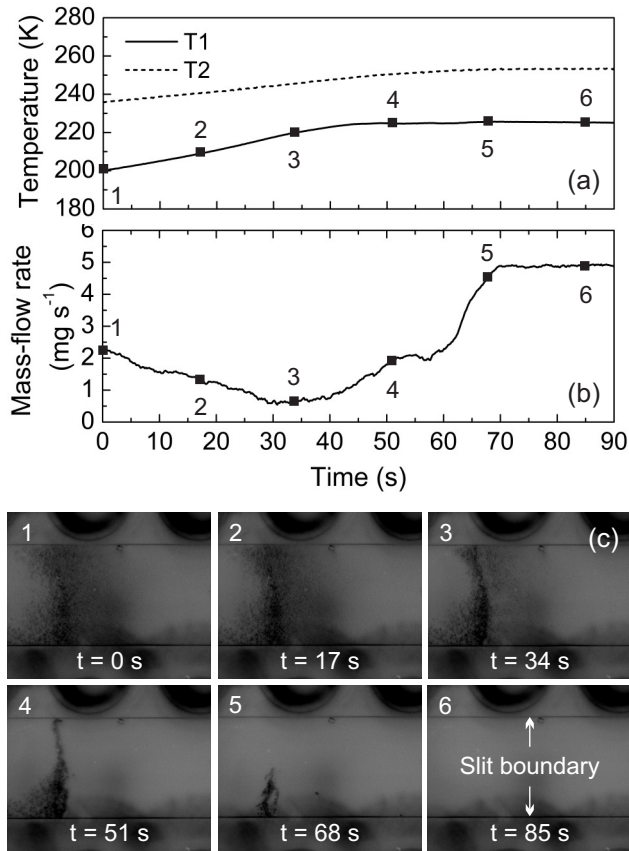 Temperature (K)
280
260
240
220
200
180
T1
T2
1
2
3
4
5
6
(a)
Mass-flow rate
(mg s⁻¹)
6
5
4
3
2
1
0
1
2
3
4
5
6
(b)
0 10 20 30 40 50 60 70 80 90
Time (s)
1 2 3 (c)
t = 0 s t = 17 s t = 34 s
4 5 6
Slit boundary
t = 51 s t = 68 s t = 85 s